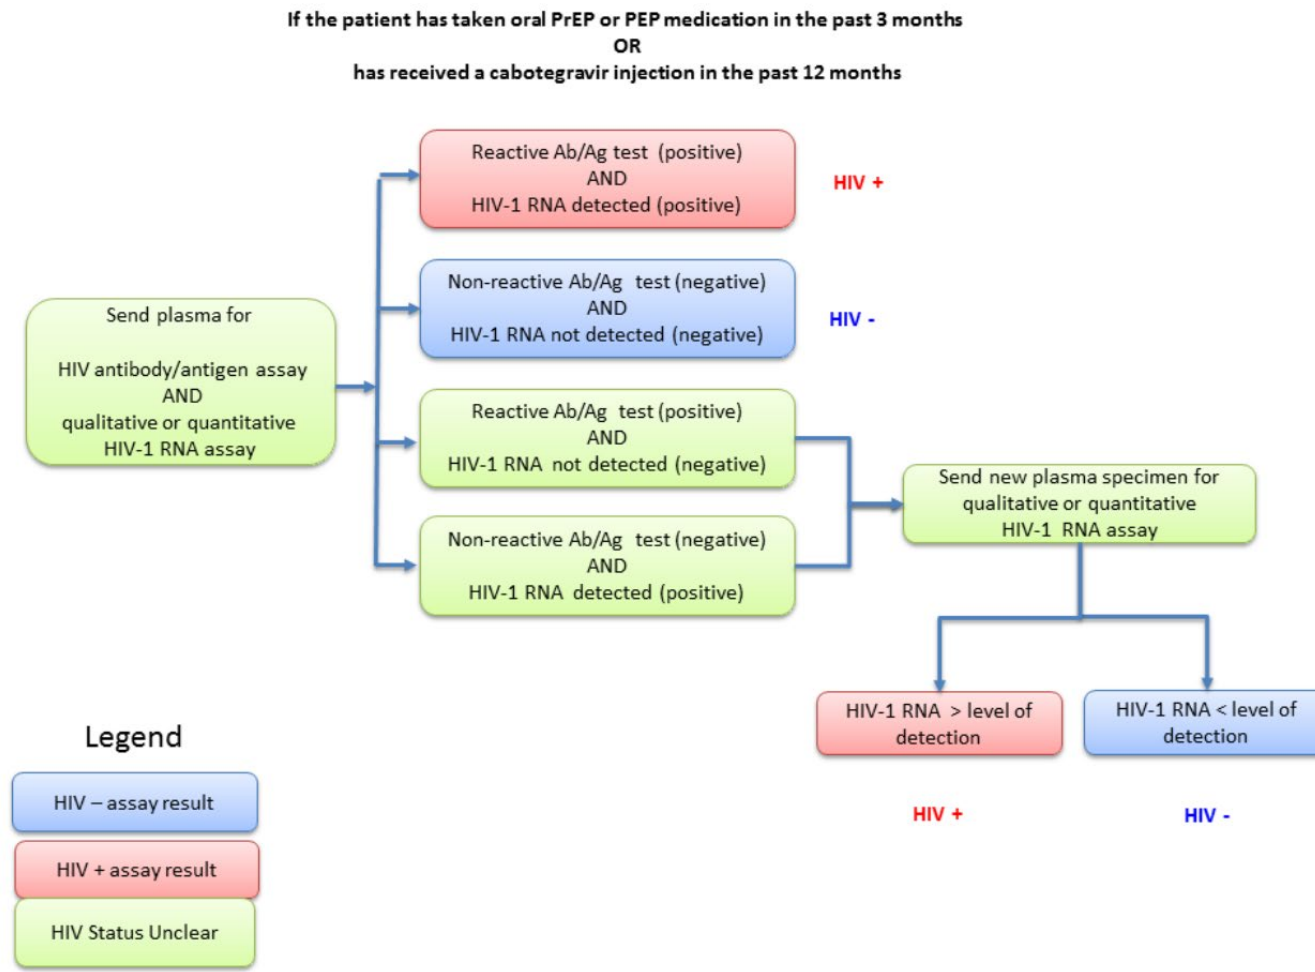 If the patient has taken oral PrEP or PEP medication in the past 3 months
OR
has received a cabotegravir injection in the past 12 months
Send plasma for
HIV antibody/antigen assay
AND
qualitative or quantitative
HIV-1 RNA assay
Reactive Ab/Ag test (positive)
AND
HIV-1 RNA detected (positive)
HIV +
Non-reactive Ab/Ag test (negative)
AND
HIV-1 RNA not detected (negative)
HIV -
Reactive Ab/Ag test (positive)
AND
HIV-1 RNA not detected (negative)
Non-reactive Ab/Ag test (negative)
AND
HIV-1 RNA detected (positive)
Send new plasma specimen for
qualitative or quantitative
HIV-1 RNA assay
HIV-1 RNA > level of
detection
HIV +
HIV-1 RNA < level of
detection
HIV -
Legend
HIV – assay result
HIV + assay result
HIV Status Unclear